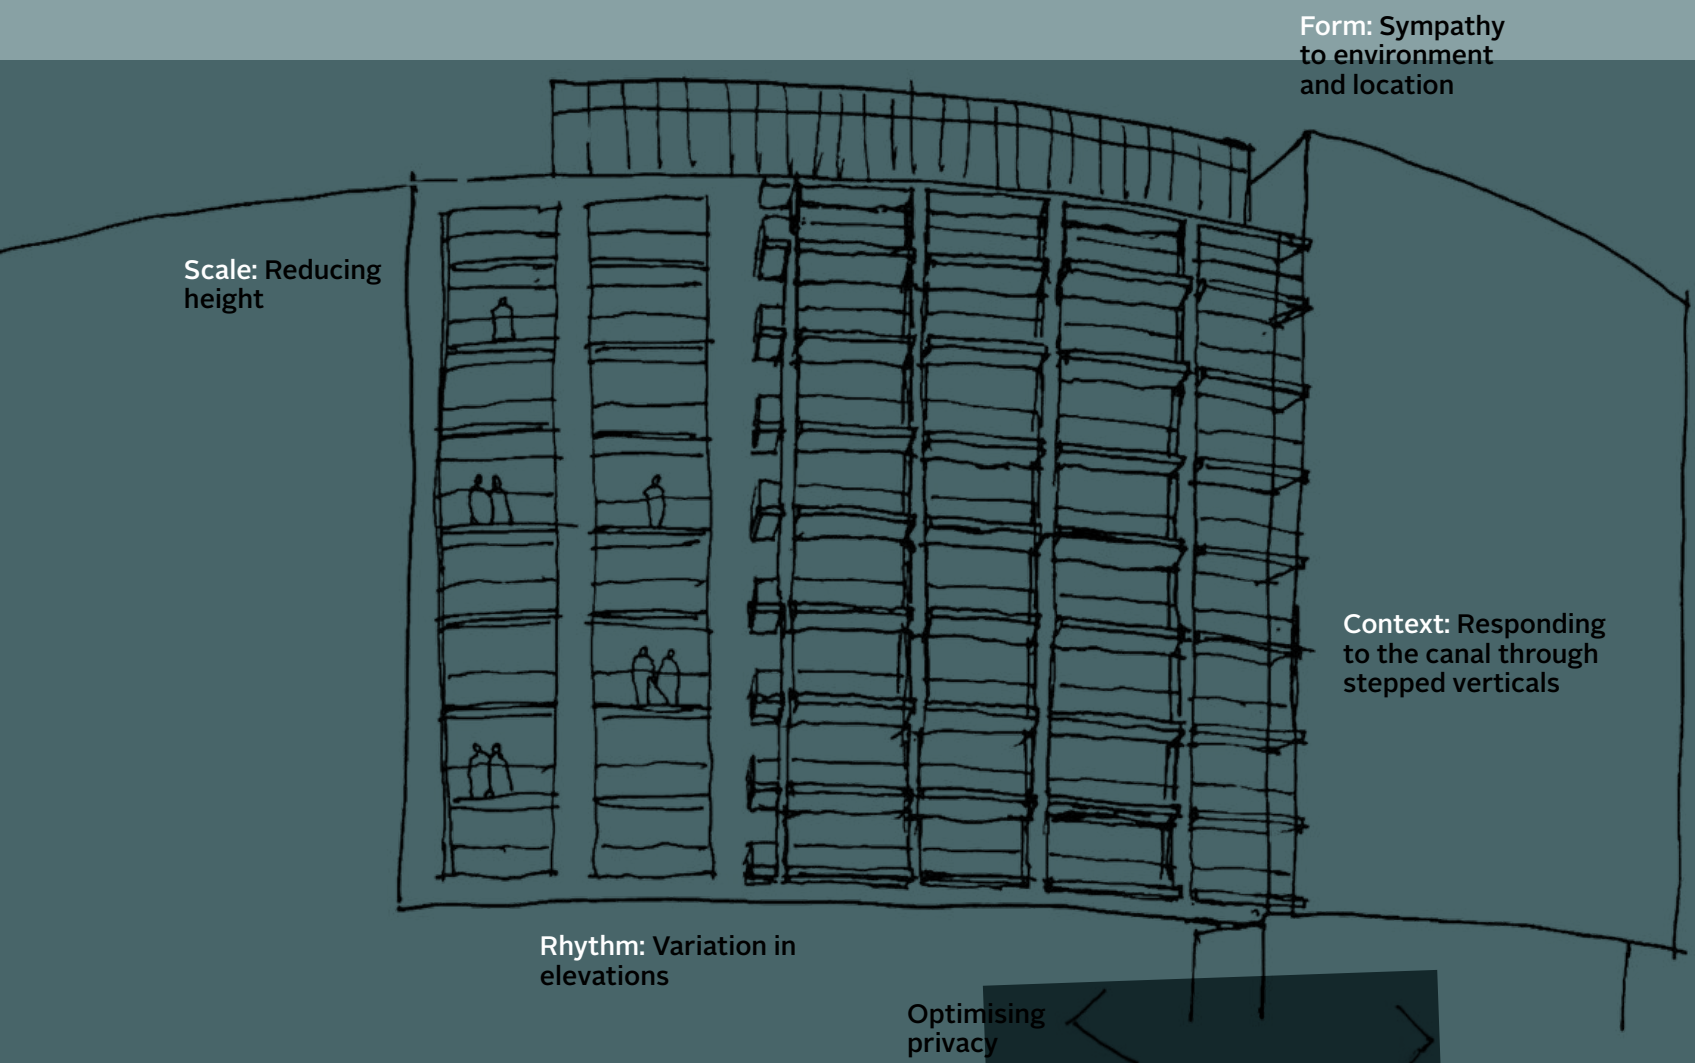 Form: Sympathy
to environment
and location
Scale: Reducing
height
Context: Responding
to the canal through
stepped verticals
Rhythm: Variation in
elevations
Optimising
privacy